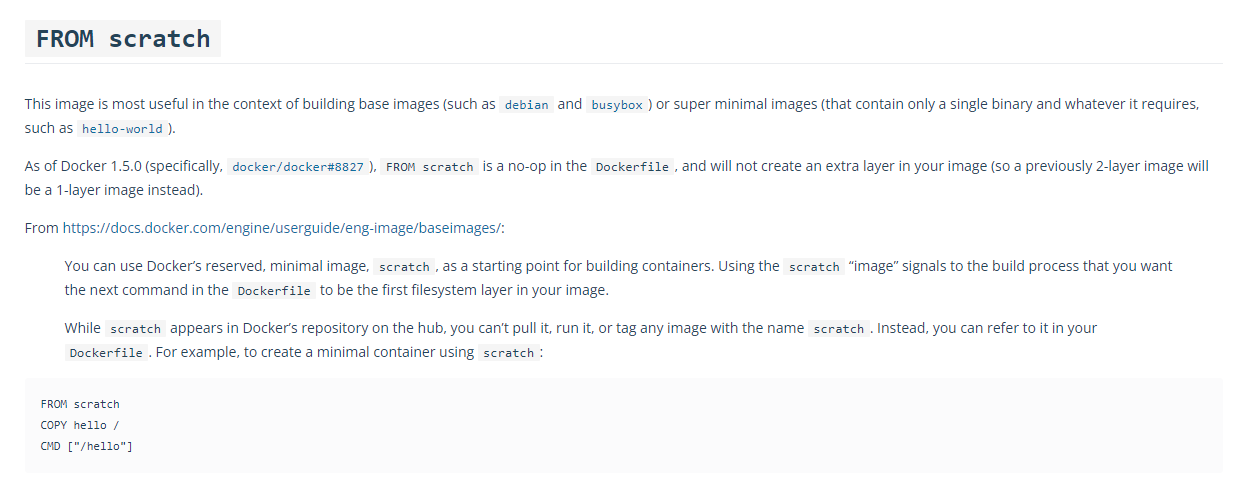 FROM scratch
This image is most useful in the context of building base images (such as debian and busybox ) or super minimal images (that contain only a single binary and whatever it requires,
such as hello-world ).
As of Docker 1.5.0 (specifically, docker/docker#8827 ), FROM scratch is a no-op in the Dockerfile , and will not create an extra layer in your image (so a previously 2-layer image will
be a 1-layer image instead).
From https://docs.docker.com/engine/userguide/eng-image/baseimages/:
You can use Docker’s reserved, minimal image, scratch , as a starting point for building containers. Using the scratch “image” signals to the build process that you want
the next command in the Dockerfile to be the first filesystem layer in your image.
While scratch appears in Docker’s repository on the hub, you can’t pull it, run it, or tag any image with the name scratch . Instead, you can refer to it in your
Dockerfile . For example, to create a minimal container using scratch :
FROM scratch
COPY hello /
CMD ["/hello"]